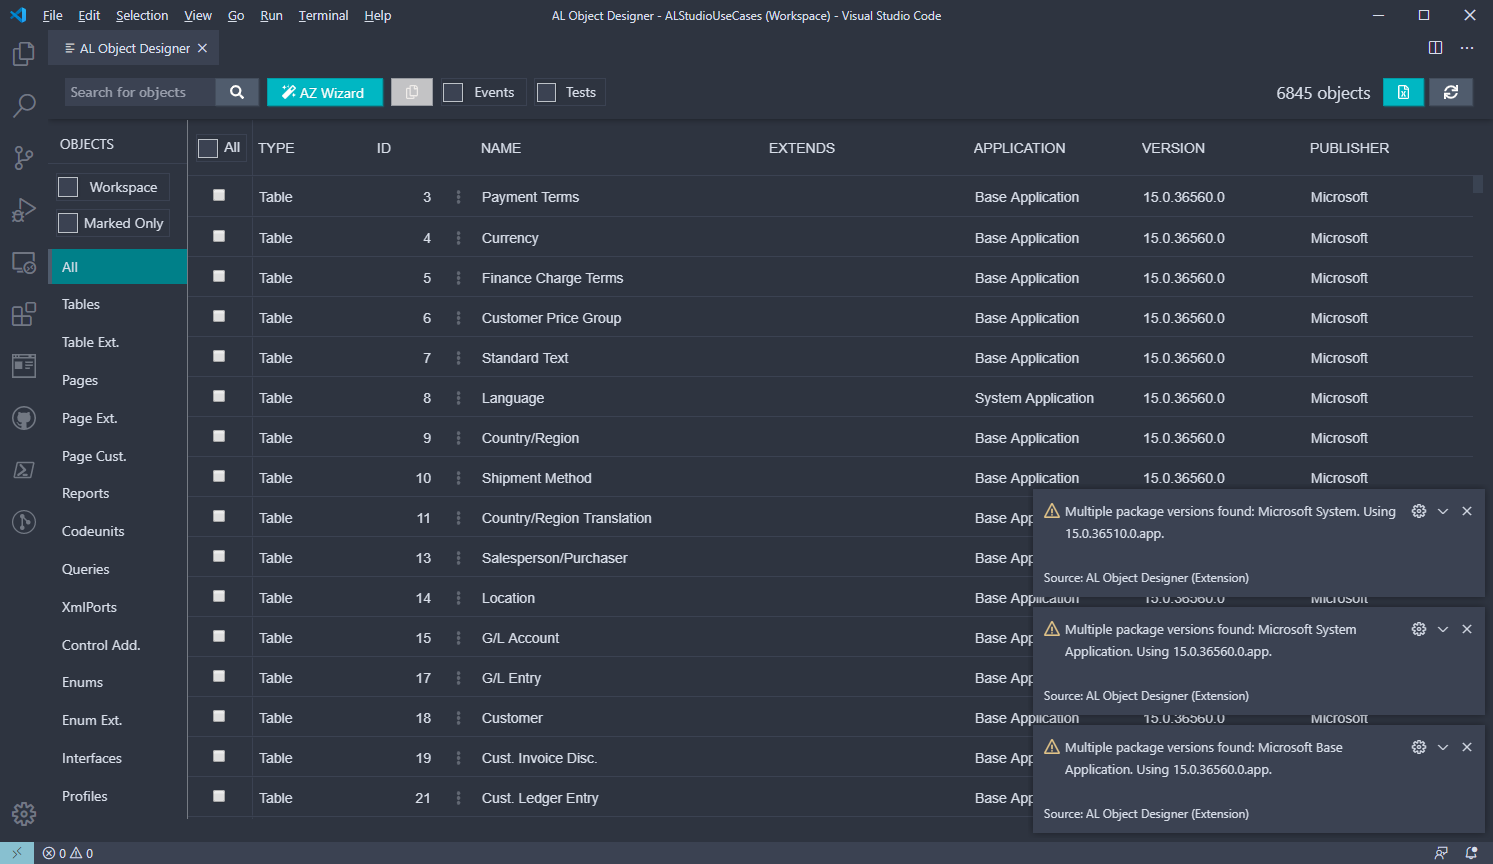 File Edit Selection View Go Run Terminal Help
AL Object Designer - ALStudioUseCases (Workspace) - Visual Studio Code
AL Object Designer
Search for objects
AZ Wizard
Events
Tests
6845 objects
OBJECTS
Workspace
Marked Only
All
Tables
Table Ext.
Pages
Page Ext.
Page Cust.
Reports
Codeunits
Queries
XmlPorts
Control Add.
Enums
Enum Ext.
Interfaces
Profiles
All TYPE ID NAME EXTENDS APPLICATION VERSION PUBLISHER
Table 3 Payment Terms Base Application 15.0.36560.0 Microsoft
Table 4 Currency Base Application 15.0.36560.0 Microsoft
Table 5 Finance Charge Terms Base Application 15.0.36560.0 Microsoft
Table 6 Customer Price Group Base Application 15.0.36560.0 Microsoft
Table 7 Standard Text Base Application 15.0.36560.0 Microsoft
Table 8 Language System Application 15.0.36560.0 Microsoft
Table 9 Country/Region Base Application 15.0.36560.0 Microsoft
Table 10 Shipment Method Base Application 15.0.36560.0 Microsoft
Table 11 Country/Region Translation Base App
Table 13 Salesperson/Purchaser Base App
Table 14 Location Base Application 15.0.36560.0 Microsoft
Table 15 G/L Account Base App
Table 17 G/L Entry Base App
Table 18 Customer Base Application 15.0.36560.0 Microsoft
Table 19 Cust. Invoice Disc. Base App
Table 21 Cust. Ledger Entry Base App
Multiple package versions found: Microsoft System. Using
15.0.36510.0.app.
Source: AL Object Designer (Extension)
Multiple package versions found: Microsoft System
Application. Using 15.0.36560.0.app.
Source: AL Object Designer (Extension)
Multiple package versions found: Microsoft Base
Application. Using 15.0.36560.0.app.
Source: AL Object Designer (Extension)
0 0